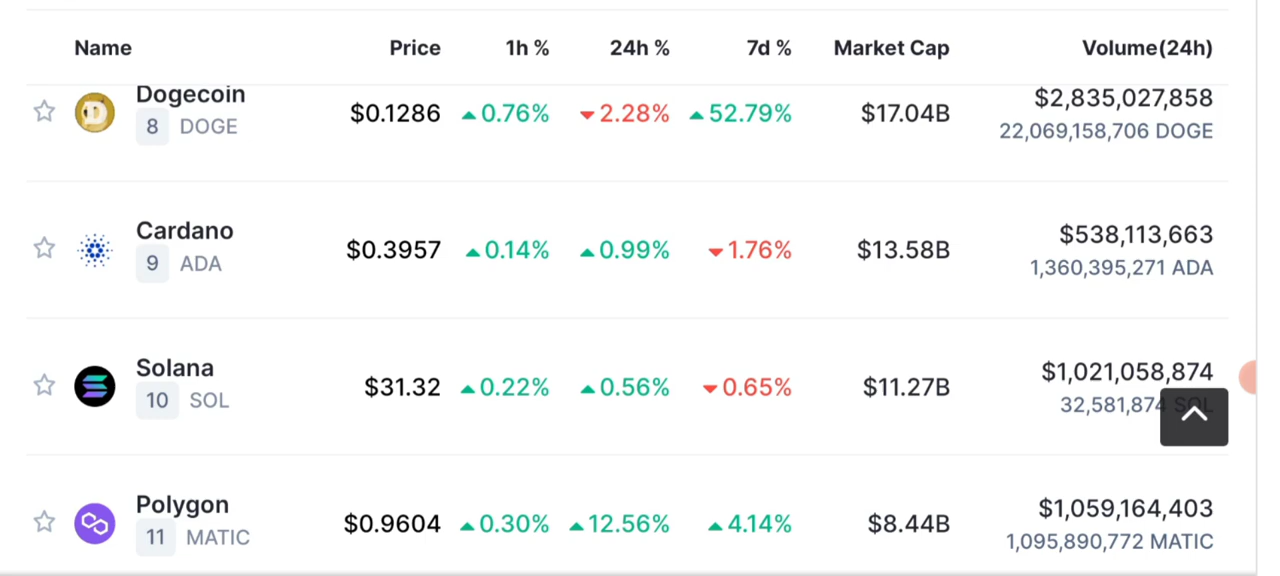 Name Price 1h % 24h % 7d % Market Cap Volume(24h)
Dogecoin
8 DOGE
$0.1286 0.76% 2.28% 52.79% $17.04B
$2,835,027,858
22,069,158,706 DOGE
Cardano
9 ADA
$0.3957 0.14% 0.99% 1.76% $13.58B
$538,113,663
1,360,395,271 ADA
Solana
10 SOL
$31.32 0.22% 0.56% 0.65% $11.27B
$1,021,058,874
32,581,874 SOL
Polygon
11 MATIC
$0.9604 0.30% 12.56% 4.14% $8.44B
$1,059,164,403
1,095,890,772 MATIC